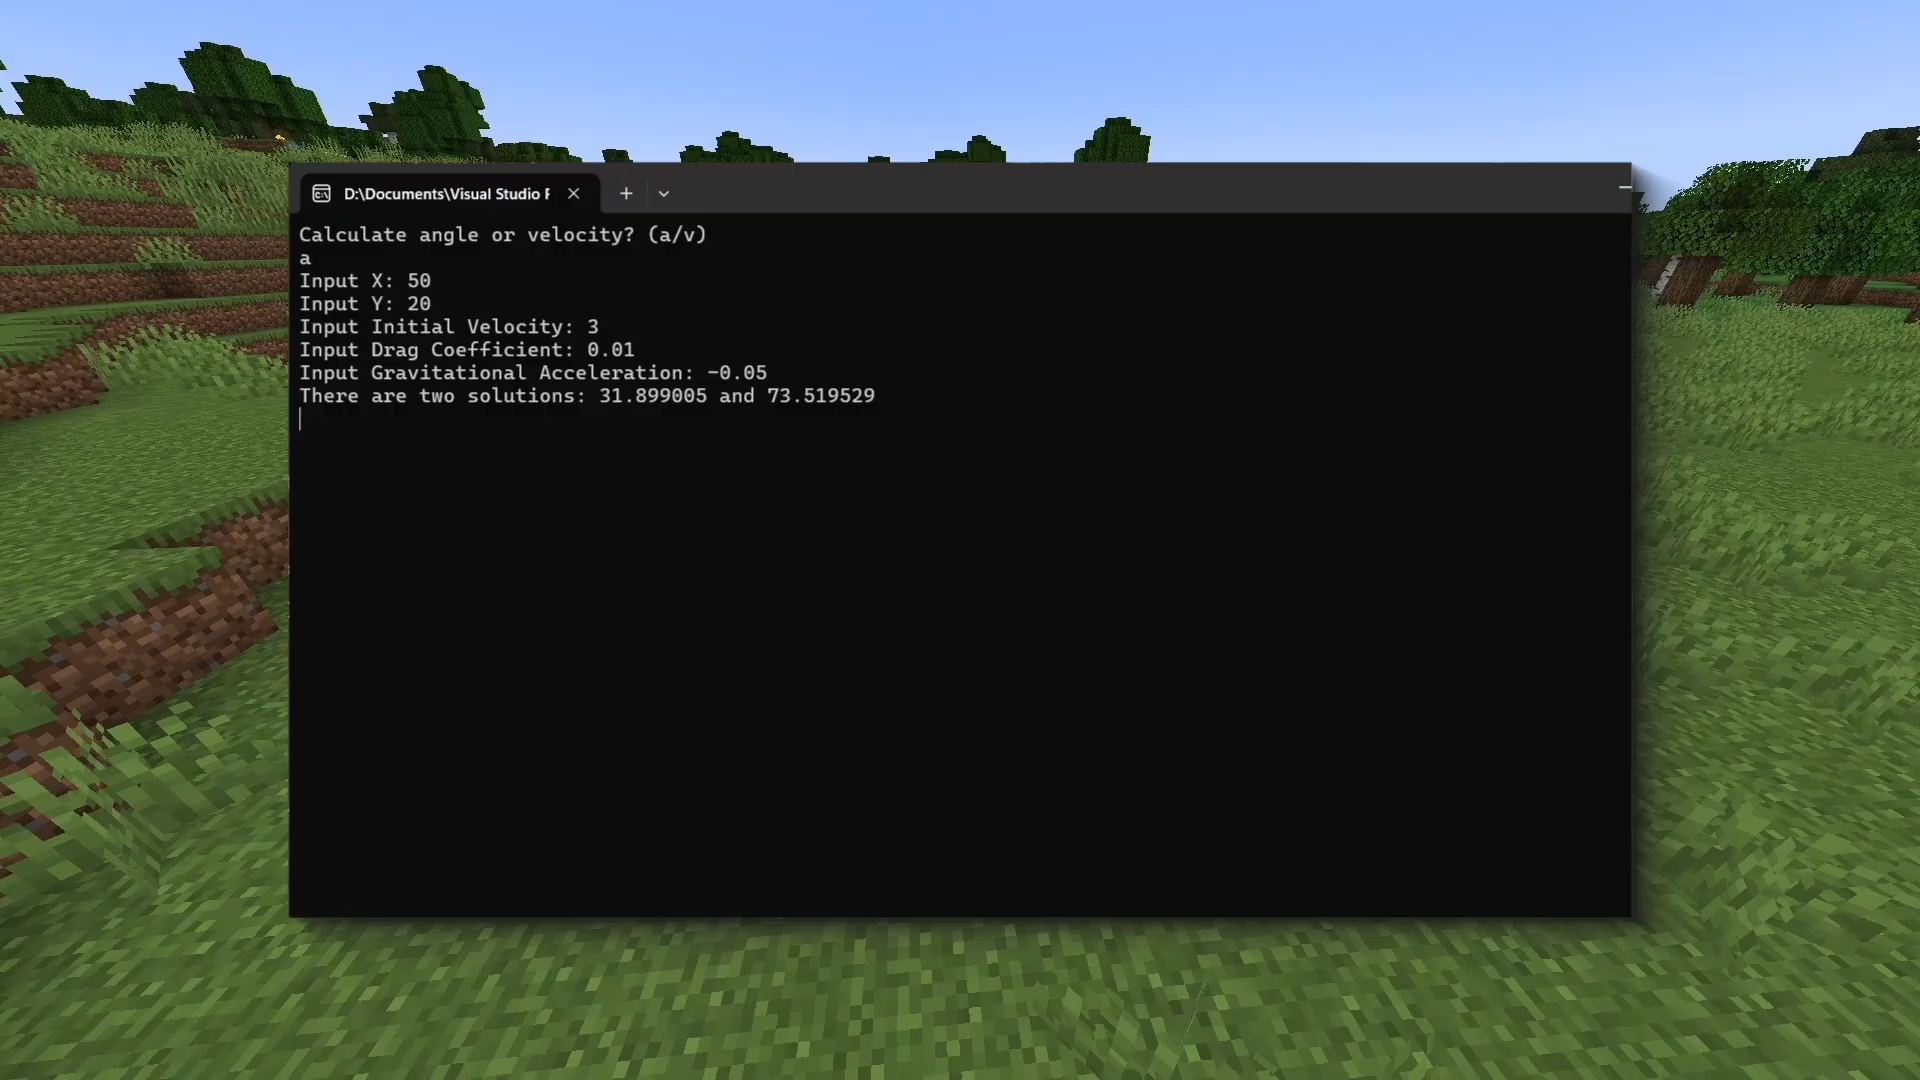 D:\Documents\Visual Studio F
Calculate angle or velocity? (a/v)
a
Input X: 50
Input Y: 20
Input Initial Velocity: 3
Input Drag Coefficient: 0.01
Input Gravitational Acceleration: -0.05
There are two solutions: 31.899005 and 73.519529